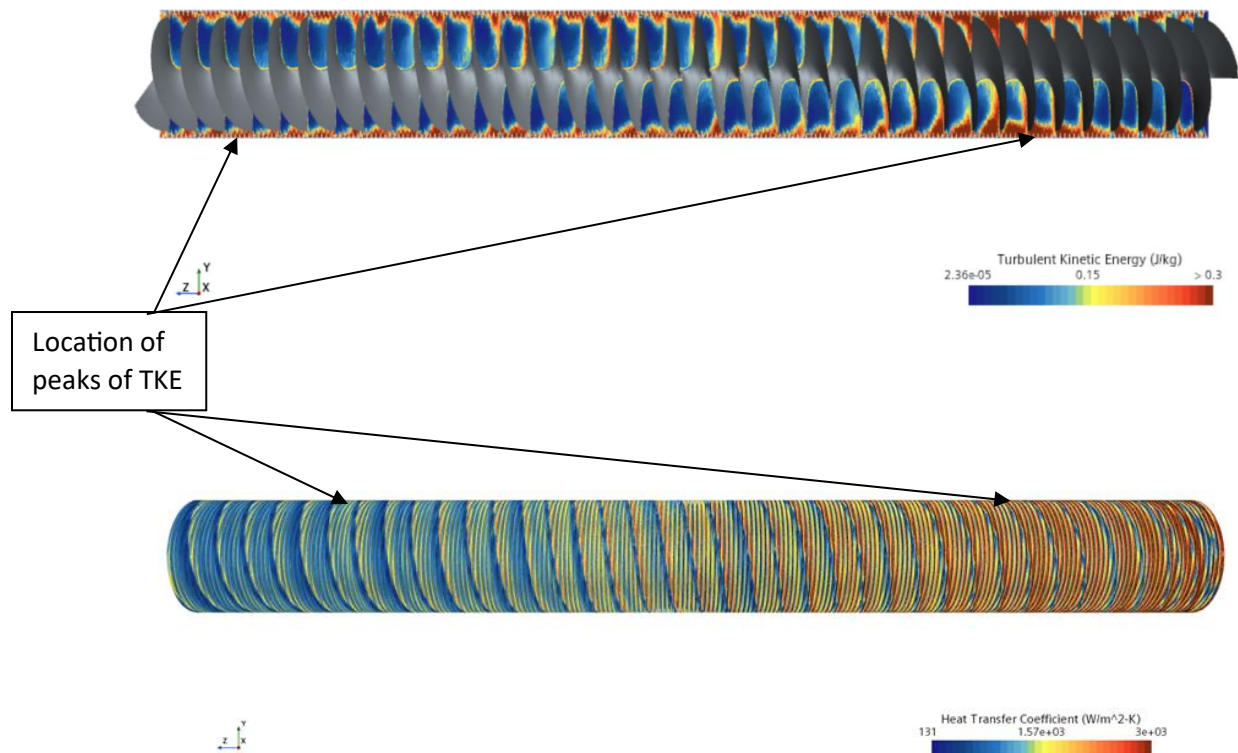 Y
Z X
Turbulent Kinetic Energy (J/kg)
2.36e-05 0.15 > 0.3
Location of
peaks of TKE
Y
Z X
Heat Transfer Coefficient (W/m^2-K)
131 1.57e+03 3e+03